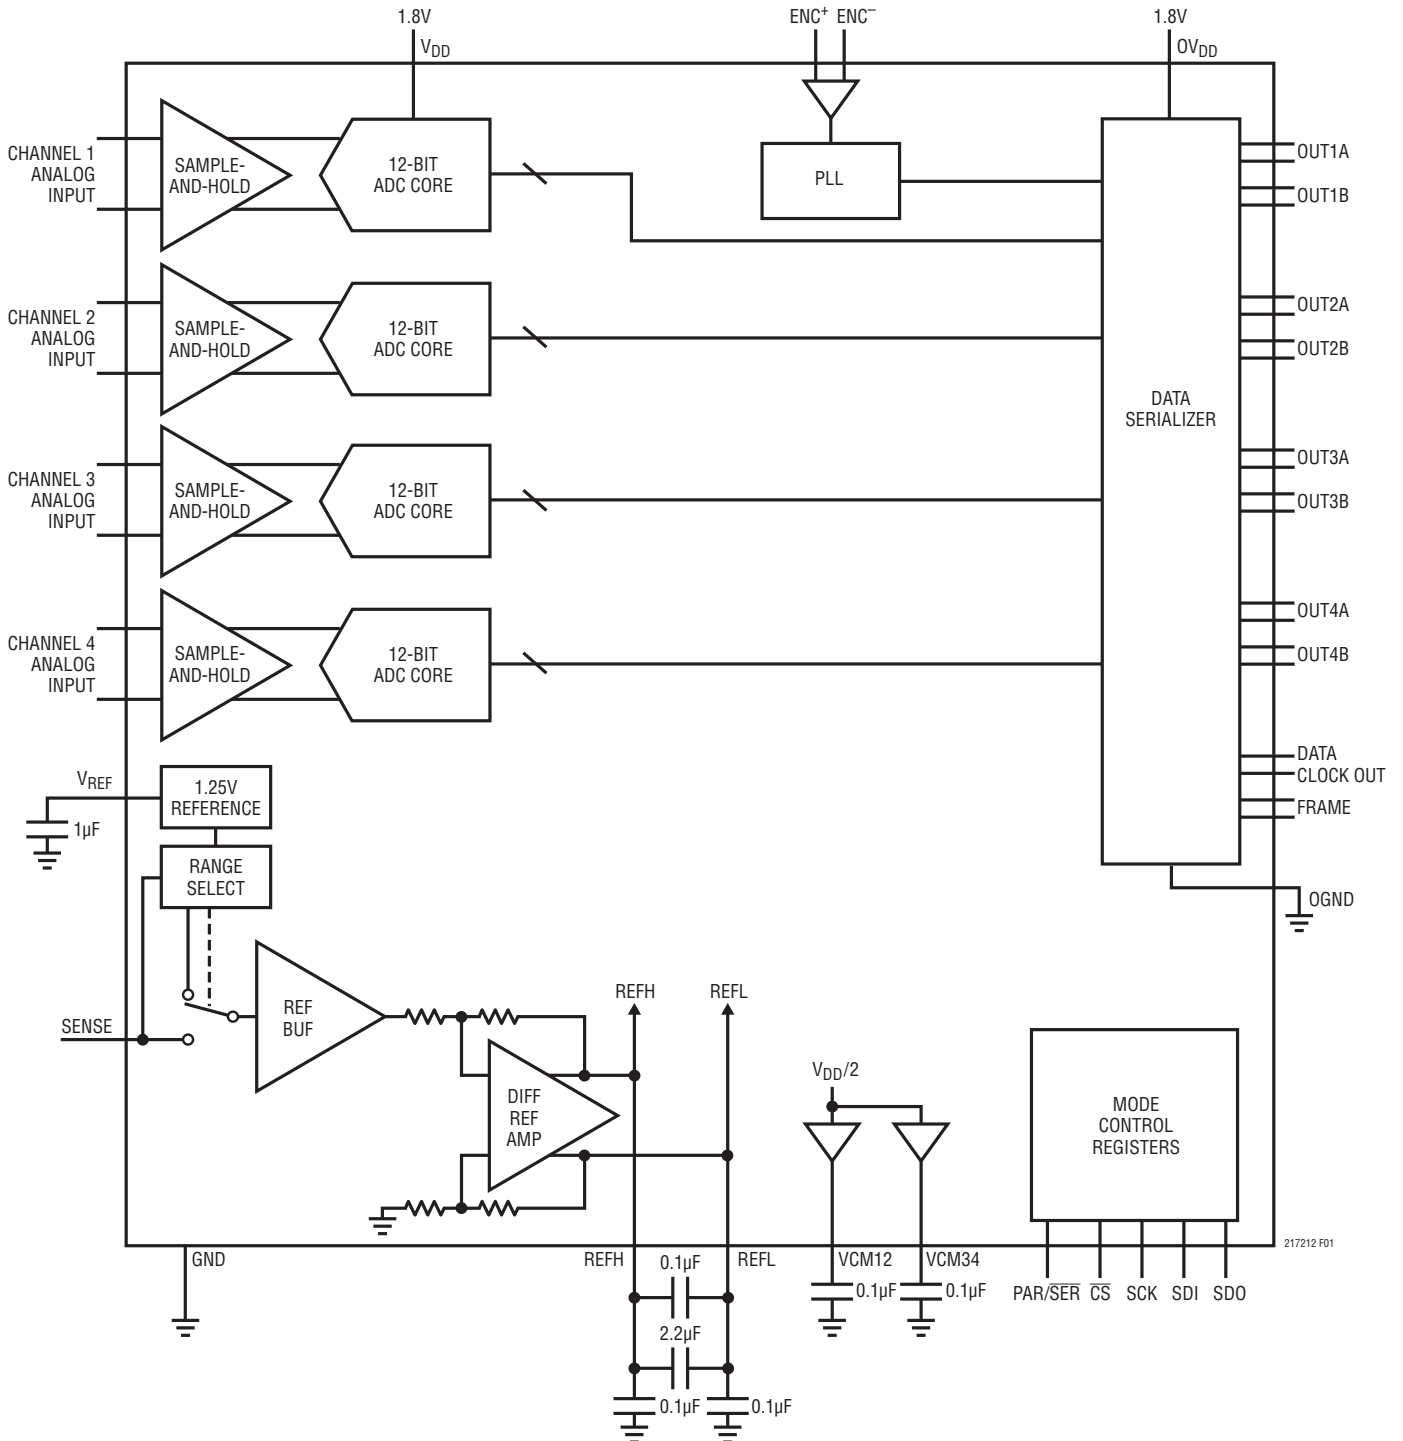 1.8V
ENC+ ENC–
1.8V
VDD
OVDD
CHANNEL 1
ANALOG
INPUT
SAMPLE-
AND-HOLD
12-BIT
ADC CORE
PLL
OUT1A
OUT1B
CHANNEL 2
ANALOG
INPUT
SAMPLE-
AND-HOLD
12-BIT
ADC CORE
OUT2A
OUT2B
DATA
SERIALIZER
CHANNEL 3
ANALOG
INPUT
SAMPLE-
AND-HOLD
12-BIT
ADC CORE
OUT3A
OUT3B
CHANNEL 4
ANALOG
INPUT
SAMPLE-
AND-HOLD
12-BIT
ADC CORE
OUT4A
OUT4B
DATA
CLOCK OUT
FRAME
VREF
1.25V
REFERENCE
1µF
RANGE
SELECT
OGND
REFH
REFL
REF
BUF
SENSE
VDD/2
DIFF
REF
AMP
MODE
CONTROL
REGISTERS
217212 F01
GND
REFH
REFL
VCM12
VCM34
0.1µF
0.1µF
0.1µF
PAR/SER CS SCK SDI SDO
2.2µF
0.1µF
0.1µF